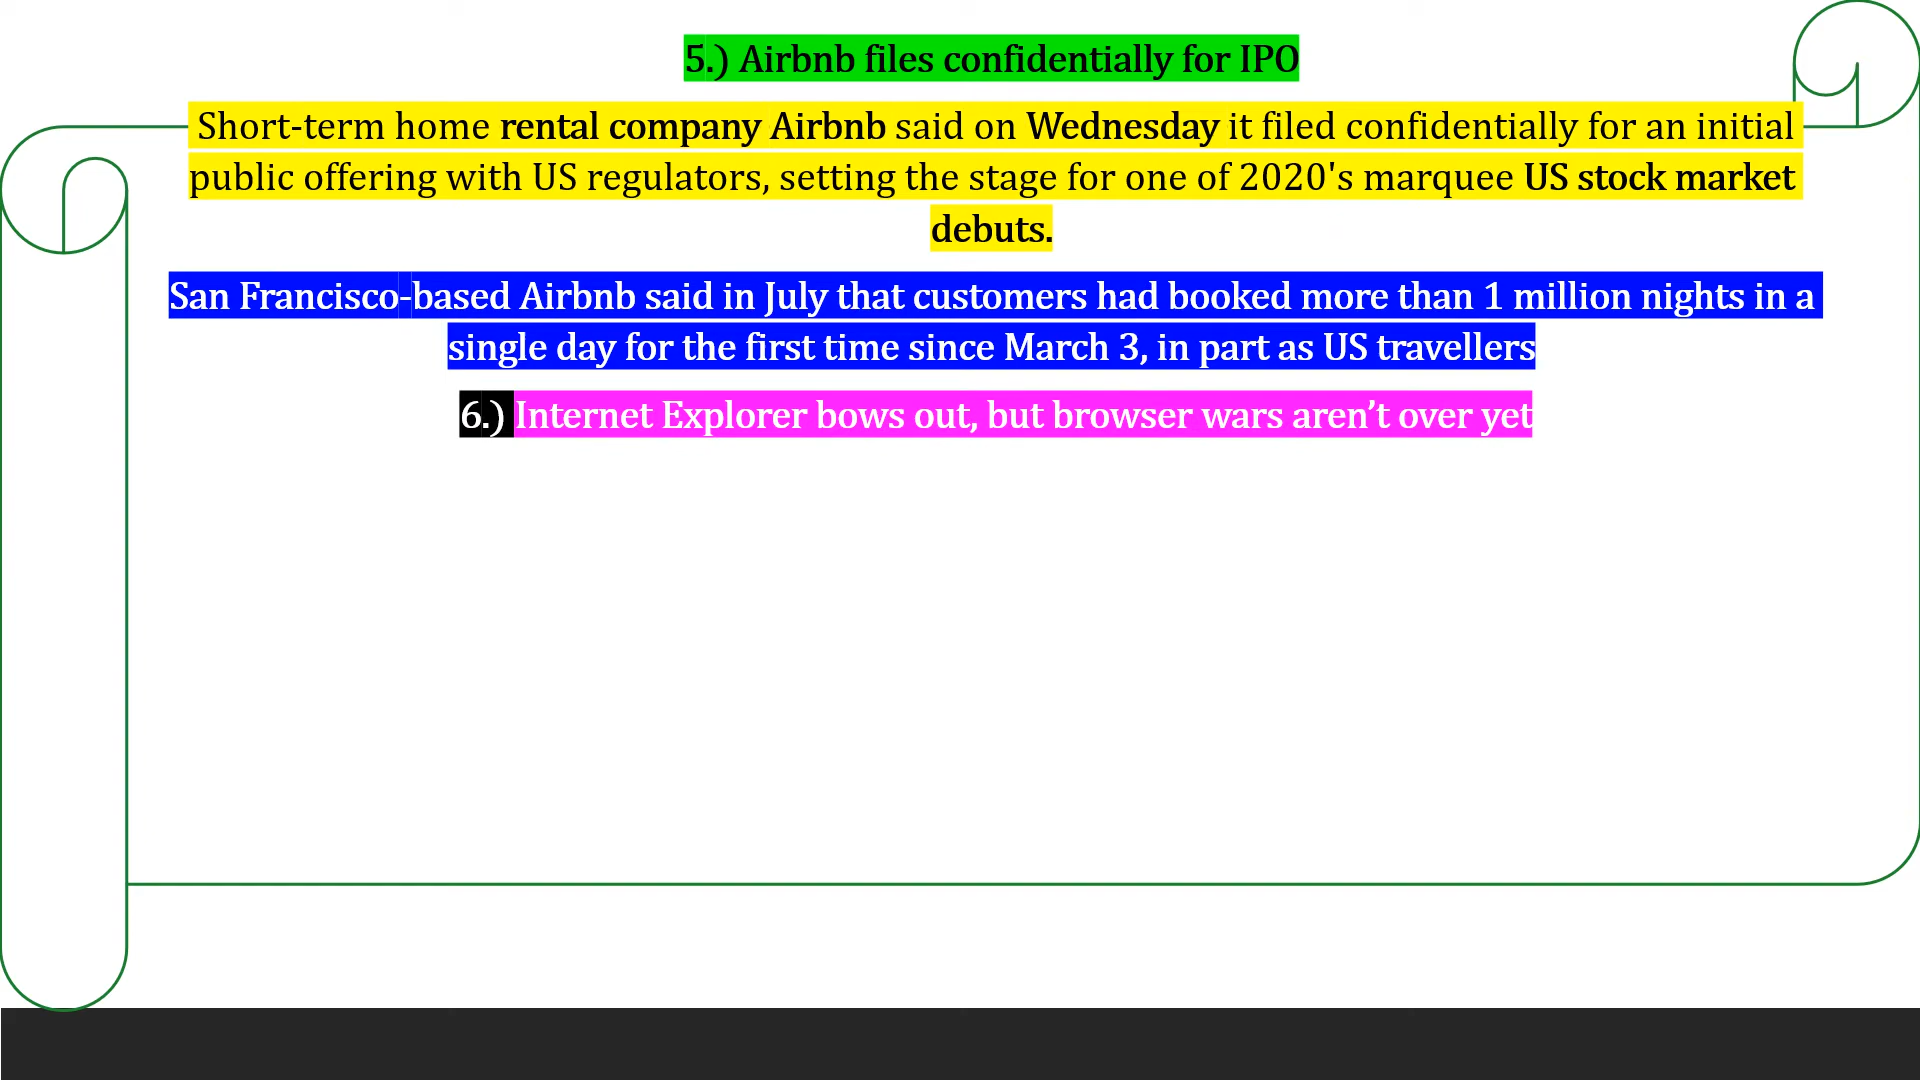 5.) Airbnb files confidentially for IPO
Short-term home rental company Airbnb said on Wednesday it filed confidentially for an initial
public offering with US regulators, setting the stage for one of 2020's marquee US stock market
debuts.
San Francisco-based Airbnb said in July that customers had booked more than 1 million nights in a
single day for the first time since March 3, in part as US travellers
6.) Internet Explorer bows out, but browser wars aren’t over yet